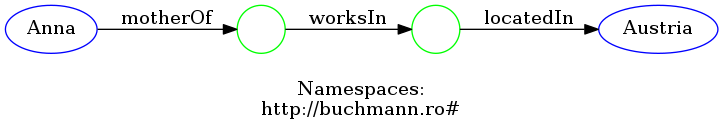 Anna motherOf worksIn locatedIn Austria
Namespaces:
http://buchmann.ro#